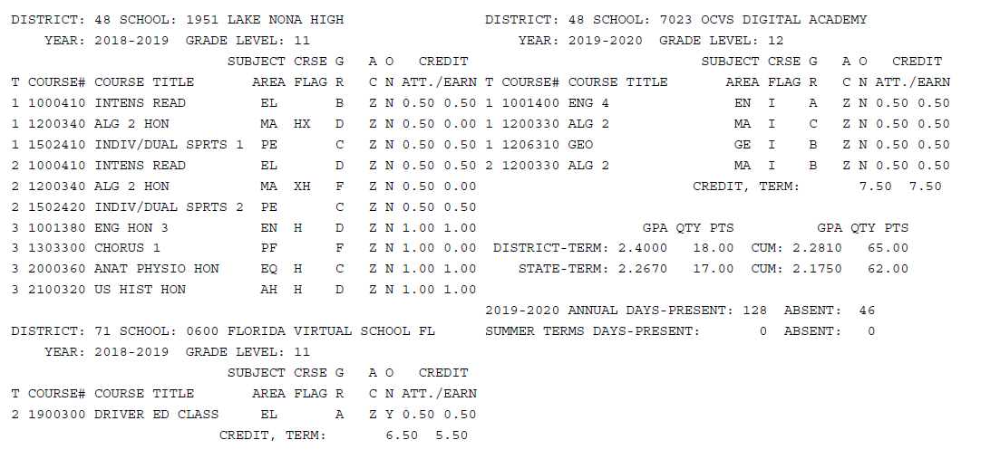 DISTRICT: 48 SCHOOL: 1951 LAKE NONA HIGH
YEAR: 2018-2019 GRADE LEVEL: 11
SUBJECT CRSE G A O CREDIT
T COURSE# COURSE TITLE AREA FLAG R C N ATT./EARN
1 1000410 INTENS READ EL B Z N 0.50 0.50
1 1200340 ALG 2 HON MA HX D Z N 0.50 0.00
1 1502410 INDIV/DUAL SPRTS 1 PE C Z N 0.50 0.50
2 1000410 INTENS READ EL D Z N 0.50 0.50
2 1200340 ALG 2 HON MA XH F Z N 0.50 0.00
2 1502420 INDIV/DUAL SPRTS 2 PE C Z N 0.50 0.50
3 1001380 ENG HON 3 EN H D Z N 1.00 1.00
3 1303300 CHORUS 1 PF F Z N 1.00 0.00
3 2000360 ANAT PHYSIO HON EQ H C Z N 1.00 1.00
3 2100320 US HIST HON AH H D Z N 1.00 1.00
DISTRICT: 71 SCHOOL: 0600 FLORIDA VIRTUAL SCHOOL FL
YEAR: 2018-2019 GRADE LEVEL: 11
SUBJECT CRSE G A O CREDIT
T COURSE# COURSE TITLE AREA FLAG R C N ATT./EARN
2 1900300 DRIVER ED CLASS EL A Z Y 0.50 0.50
CREDIT, TERM: 6.50 5.50
DISTRICT: 48 SCHOOL: 7023 OCVS DIGITAL ACADEMY
YEAR: 2019-2020 GRADE LEVEL: 12
SUBJECT CRSE G A O CREDIT
T COURSE# COURSE TITLE AREA FLAG R C N ATT./EARN
1 1001400 ENG 4 EN I A Z N 0.50 0.50
1 1200330 ALG 2 MA I C Z N 0.50 0.50
1 1206310 GEO GE I B Z N 0.50 0.50
2 1200330 ALG 2 MA I B Z N 0.50 0.50
CREDIT, TERM: 7.50 7.50
GPA QTY PTS GPA QTY PTS
DISTRICT-TERM: 2.4000 18.00 CUM: 2.2810 65.00
STATE-TERM: 2.2670 17.00 CUM: 2.1750 62.00
2019-2020 ANNUAL DAYS-PRESENT: 128 ABSENT: 46
SUMMER TERMS DAYS-PRESENT: 0 ABSENT: 0